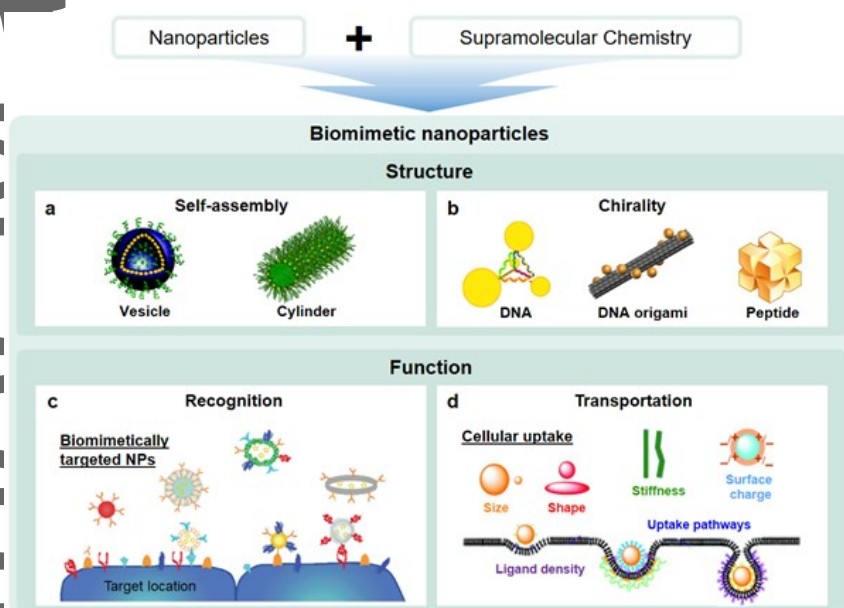 Nanoparticles + Supramolecular Chemistry
Biomimetic nanoparticles
Structure
a Self-assembly
Vesicle Cylinder
b Chirality
DNA DNA origami Peptide
Function
c Recognition
Biomimetically
targeted NPs
Target location
d Transportation
Cellular uptake
Size Shape Stiffness Surface
charge
Uptake pathways
Ligand density